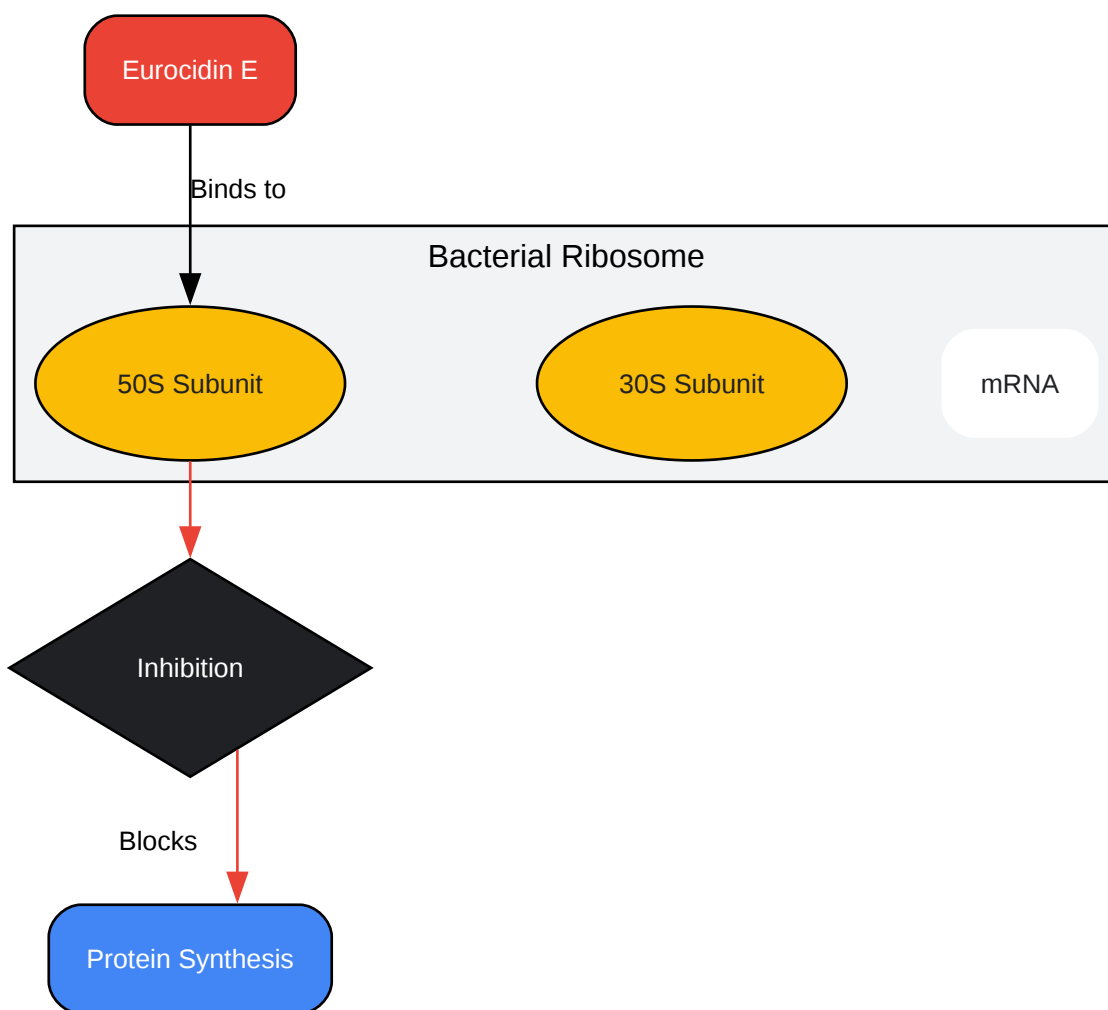 Eurocidin E
Binds to
Bacterial Ribosome
50S Subunit
30S Subunit
mRNA
Inhibition
Blocks
Protein Synthesis